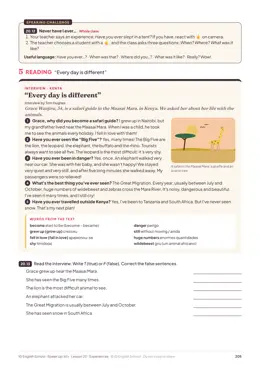 SPEAKING CHALLENGE
Never have I ever... Whole class
1. Your teacher says an experience. Have you ever slept in a tent? If you have, react with on camera.
2. The teacher chooses a student with a and the class asks three questions: When? Where? What was it like?
Useful language: Have you ever...? When was that? Where did you...? What was it like? Really? Wow!
5 READING "Every day is different"
INTERVIEW · KENYA
"Every day is different"
Grace Wanjiru, 34, is a safari guide in the Maasai Mara, in Kenya. We asked her about her life with the animals.
1 Grace, why did you become a safari guide? I grew up in Nairobi, but my grandfather lived near the Maasai Mara. When I was a child, he took me to see the animals every holiday. I fell in love with them!
2 Have you ever seen the "Big Five"? Yes, many times! The Big Five are the lion, the leopard, the elephant, the buffalo and the rhino. Tourists always want to see all five. The leopard is the most difficult: it is very shy.
3 Have you ever been in danger? Yes, once. An elephant walked very near our car. She was with her baby, and she wasn't happy! We stayed very quiet and very still, and after five long minutes she walked away. My passengers were so relieved!
4 What's the best thing you've ever seen? The Great Migration. Every year, usually between July and October, huge numbers of wildebeest and zebras cross the Mara River. It's noisy, dangerous and beautiful. I've seen it many times, and I still cry!
5 Have you ever travelled outside Kenya? Yes, I've been to Tanzania and South Africa. But I've never seen snow. That's my next plan!
WORDS FROM THE TEXT
danger peligro
still without moving
huge numbers
wildebeest
shy
Read the interview. Write T (true) or F (false). Correct the false sentences.
Grace grew up near the Maasai Mara.
She has seen the Big Five many times.
The lion is the most difficult animal to see.
An elephant attacked her car.
The Great Migration is usually between July and October.
She has seen snow in South Africa.